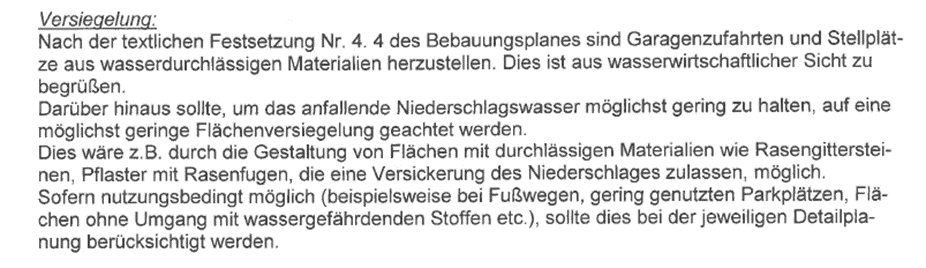 Versiegelung:
Nach der textlichen Festsetzung Nr. 4. 4 des Bebauungsplanes sind Garagenzufahrten und Stellplät-
ze aus wasserdurchlässigen Materialien herzustellen. Dies ist aus wasserwirtschaftlicher Sicht zu
begrüßen.
Darüber hinaus sollte, um das anfallende Niederschlagswasser möglichst gering zu halten, auf eine
möglichst geringe Flächenversiegelung geachtet werden.
Dies wäre z.B. durch die Gestaltung von Flächen mit durchlässigen Materialien wie Rasengitterstei-
nen, Pflaster mit Rasenfugen, die eine Versickerung des Niederschlages zulassen, möglich.
Sofern nutzungsbedingt möglich (beispielsweise bei Fußwegen, gering genutzten Parkplätzen, Flä-
chen ohne Umgang mit wassergefährdenden Stoffen etc.), sollte dies bei der jeweiligen Detailpla-
nung berücksichtigt werden.